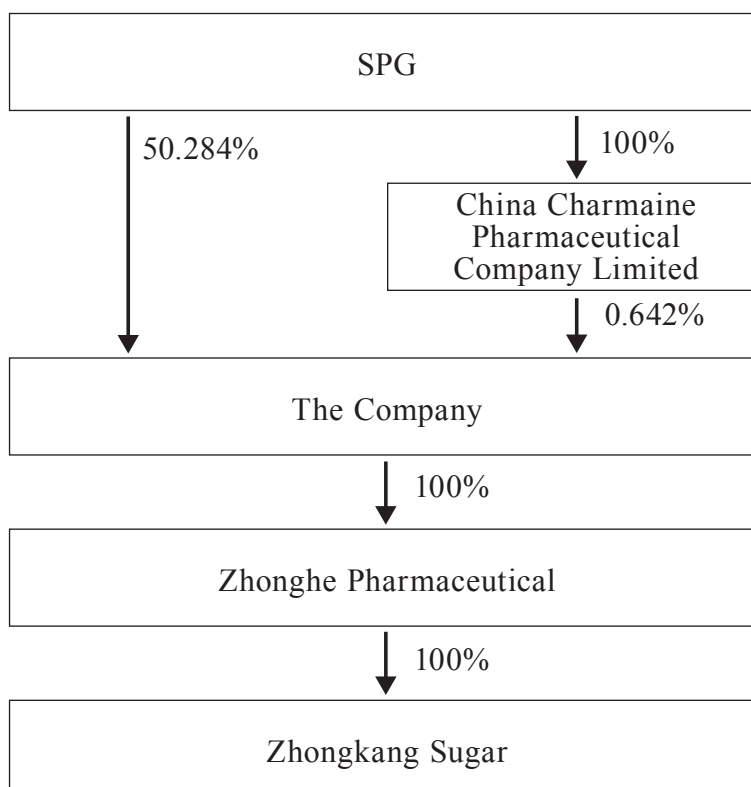 SPG
50.284%
100%
China Charmaine
Pharmaceutical
Company Limited
0.642%
The Company
100%
Zhonghe Pharmaceutical
100%
Zhongkang Sugar